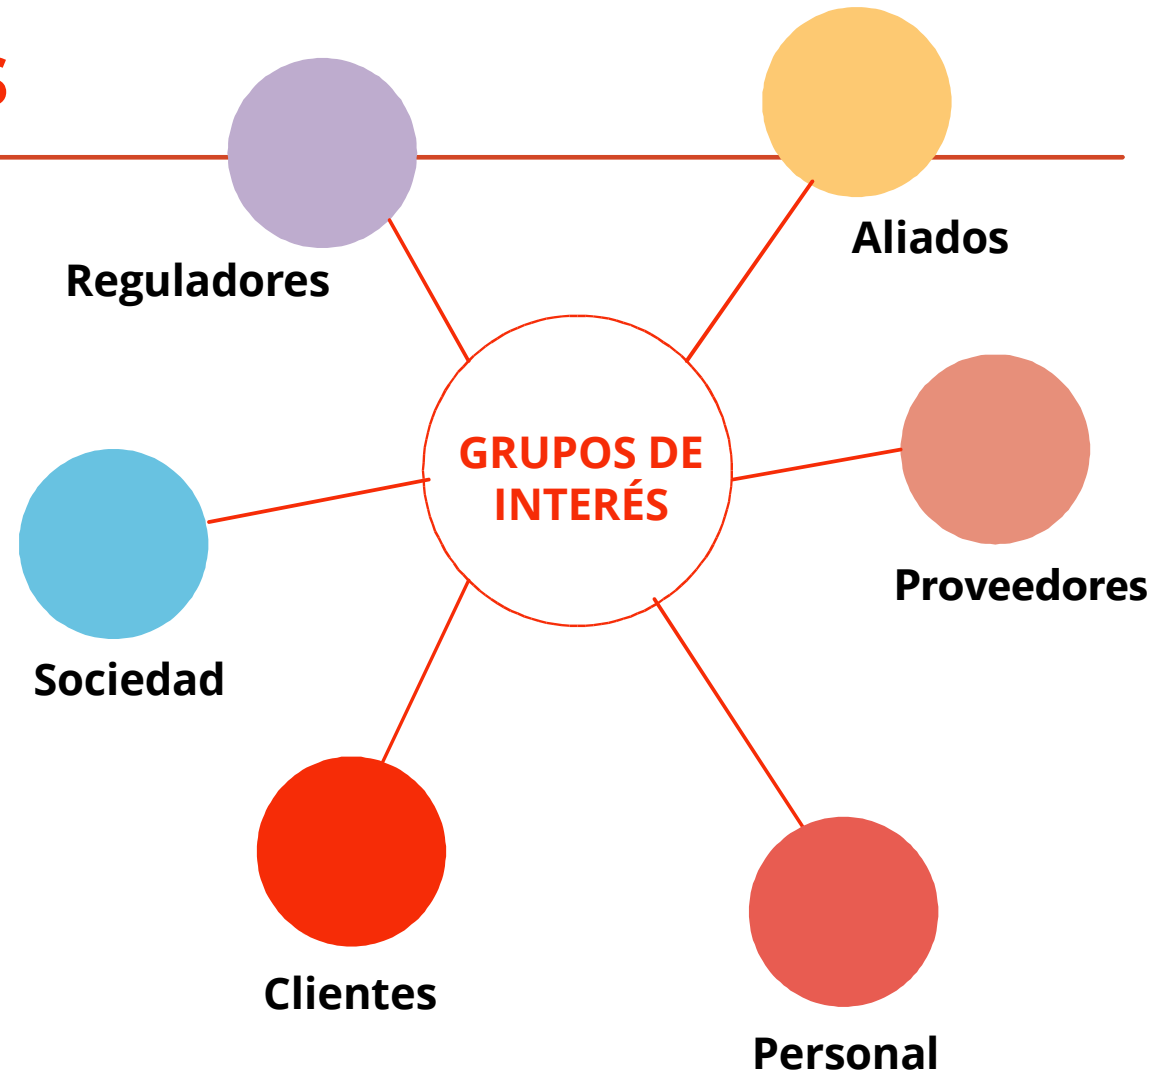 S
Aliados
Reguladores
GRUPOS DE
INTERÉS
Proveedores
Sociedad
Clientes
Personal